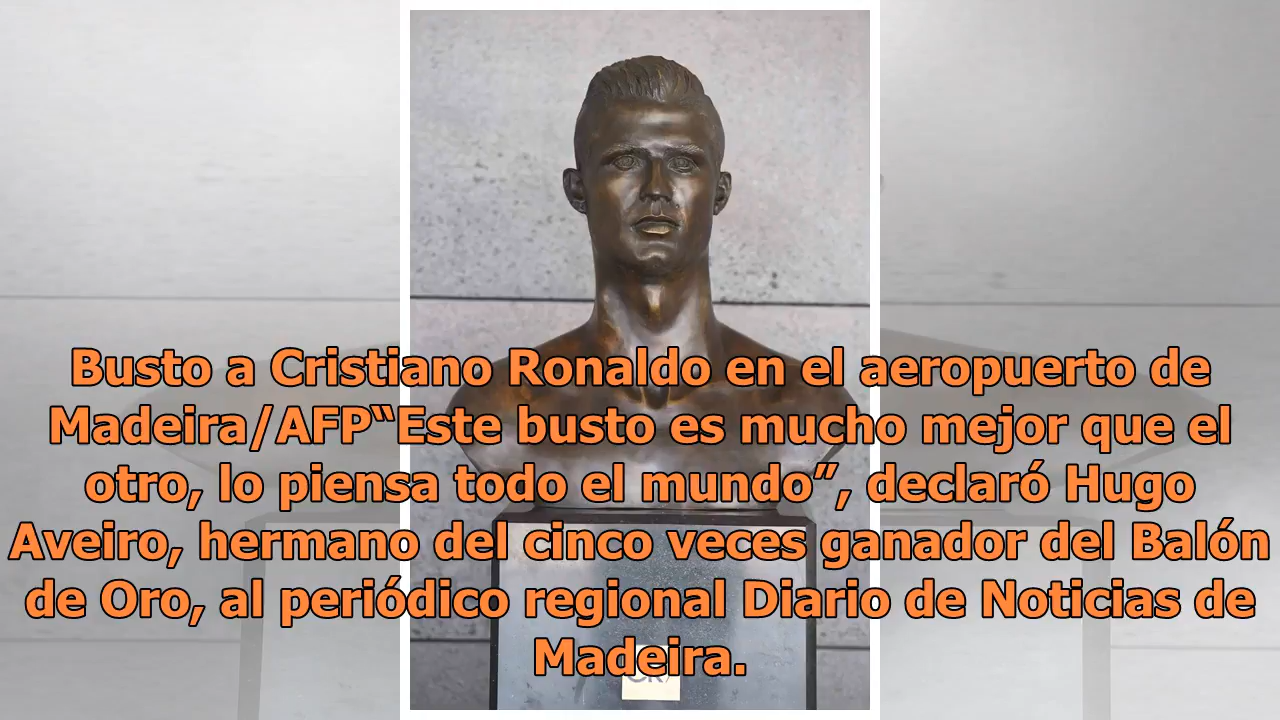 Busto a Cristiano Ronaldo en el aeropuerto de
Madeira/AFP“Este busto es mucho mejor que el
otro, lo piensa todo el mundo”, declaró Hugo
Aveiro, hermano del cinco veces ganador del Balón
de Oro, al periódico regional Diario de Noticias de
Madeira.